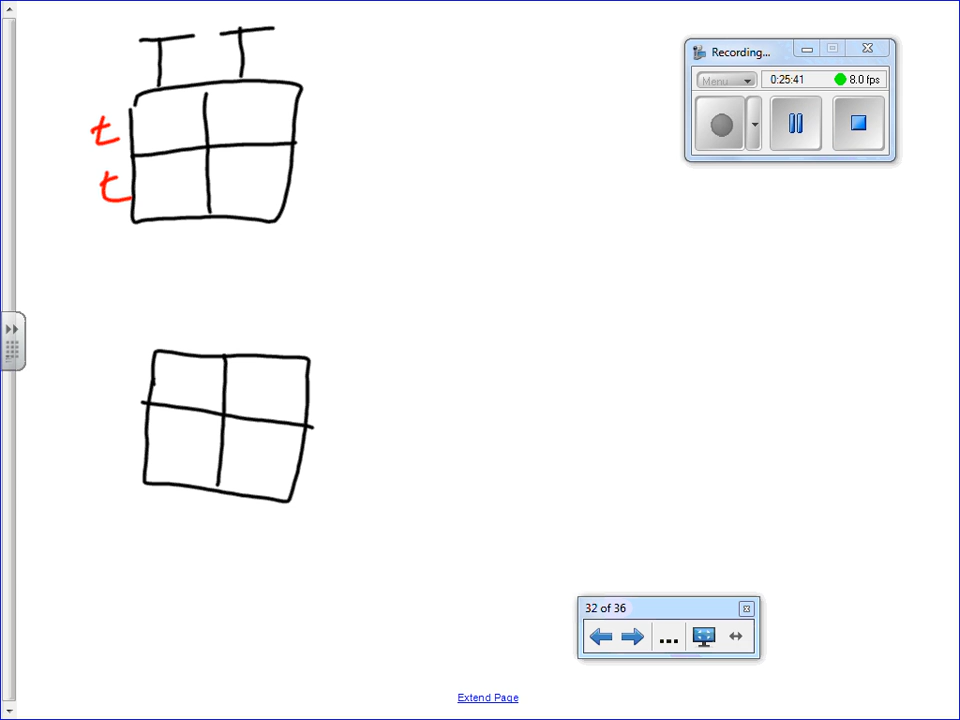 T T
Recording...
Menu
0:25:41
8.0 fps
t
t
32 of 36
...
Extend Page